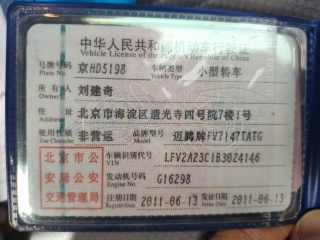 中华人民共和国机动车行驶证
Vehicle License of the People's Republic of China
号牌号码 京HD5198 车辆类型 小型轿车
Plate No. Vehicle Type
所有人 刘建奇
Owner
住址 北京市海淀区遗光寺四号院7楼1号
Address
使用性质 非营运 品牌型号 迈腾牌FV7147TATG
Use Character Model
北京市公安局公安交通管理局
车辆识别代号 LFV2A23C1B3024146
VIN
发动机号码 G16298
Engine No.
注册日期 2011-06-13 发证日期 2011-06-13
Register Date Issue Date